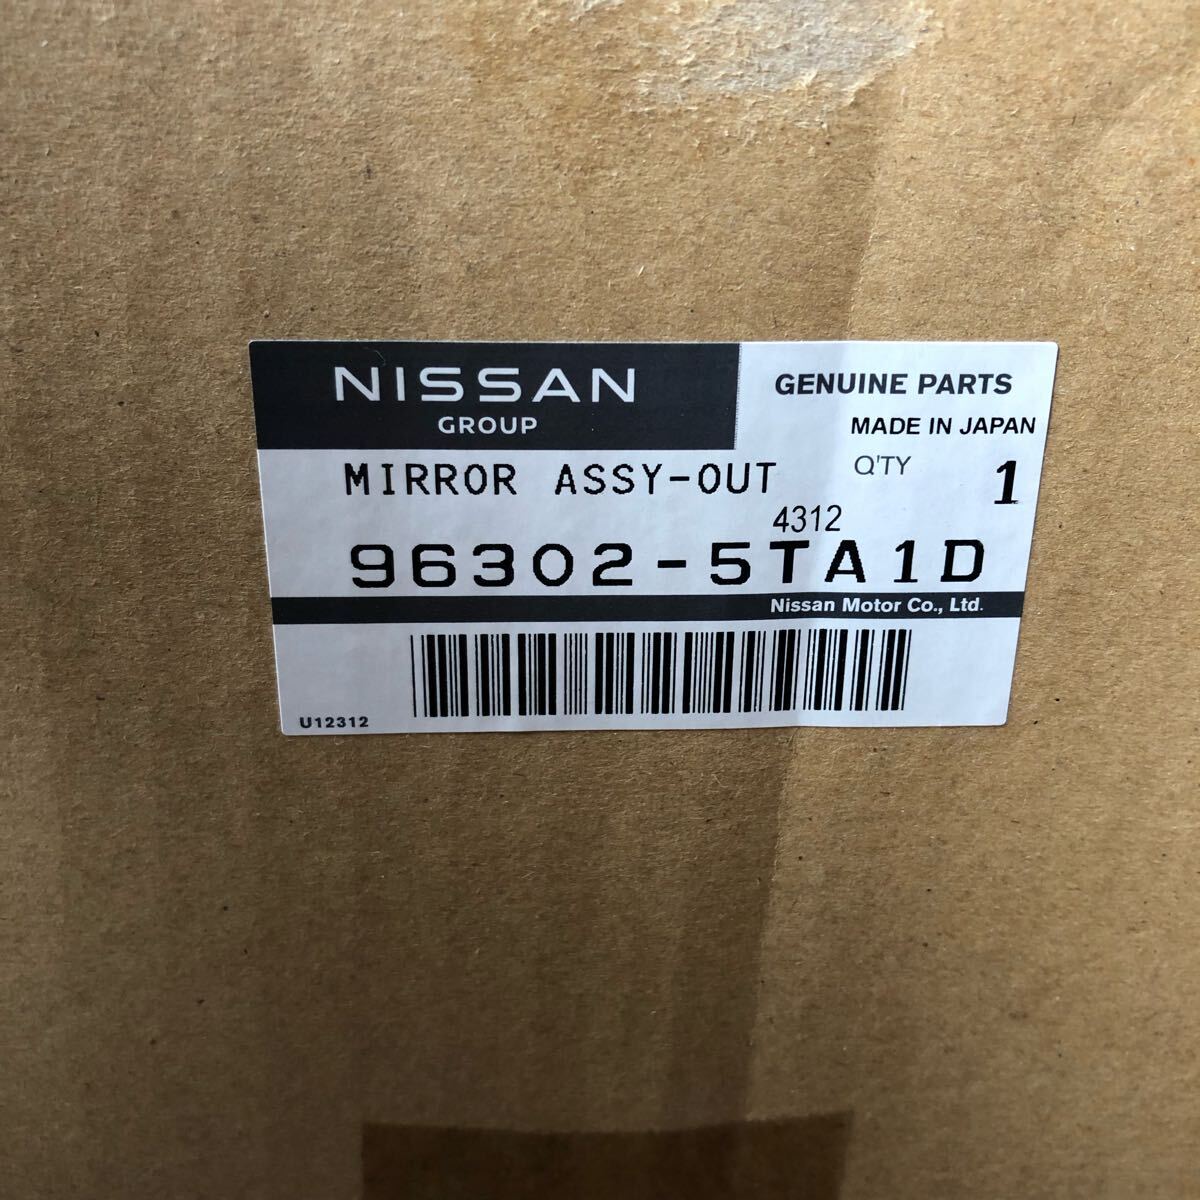 NISSAN
GROUP
GENUINE PARTS
MADE IN JAPAN
MIRROR ASSY-OUT
Q'TY 1
4312
96302-5TA1D
Nissan Motor Co., Ltd.
U12312